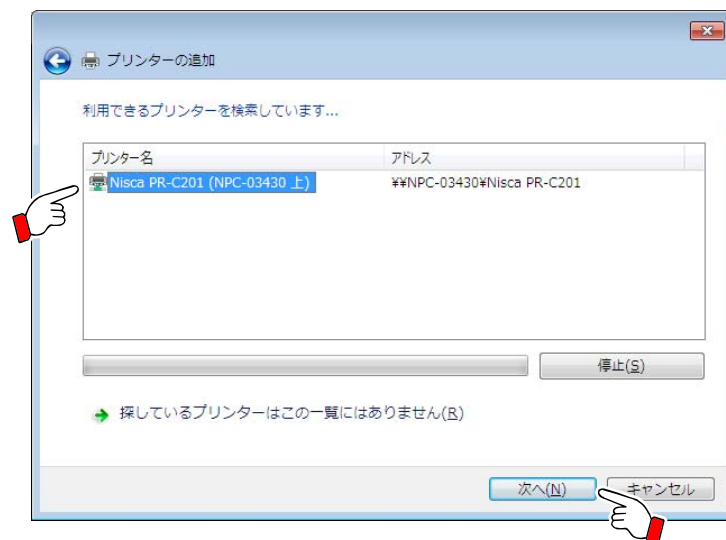 プリンターの追加
利用できるプリンターを検索しています...
プリンター名 アドレス
Nisca PR-C201 (NPC-03430 上) ¥¥NPC-03430¥Nisca PR-C201
停止(S)
探しているプリンターはこの一覧にはありません(R)
次へ(N) キャンセル